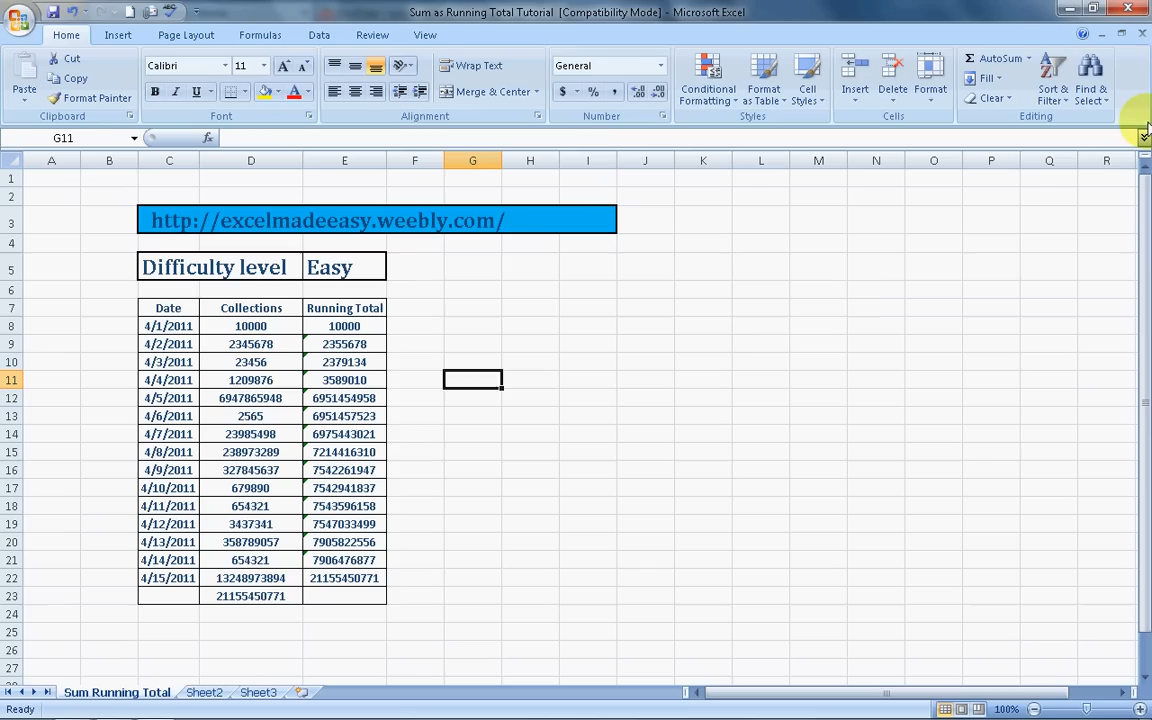 Sum as Running Total Tutorial [Compatibility Mode] - Microsoft Excel
Home Insert Page Layout Formulas Data Review View
Paste Cut Copy Format Painter Clipboard
Calibri 11 B I U A A A Font
Wrap Text Merge & Center Alignment
General $ % , .0 .00 .00 .0 Number
Conditional Formatting Format as Table Cell Styles Styles
Insert Delete Format Cells
Σ AutoSum Fill Clear Sort & Filter Find & Select Editing
G11 fx
A B C D E F G H I J K L M N O P Q R
1
2
3 http://excelmadeeasy.weebly.com/
4
5 Difficulty level Easy
6
7 Date Collections Running Total
8 4/1/2011 10000 10000
9 4/2/2011 2345678 2355678
10 4/3/2011 23456 2379134
11 4/4/2011 1209876 3589010
12 4/5/2011 6947865948 6951454958
13 4/6/2011 2565 6951457523
14 4/7/2011 23985498 6975443021
15 4/8/2011 238973289 7214416310
16 4/9/2011 327845637 7542261947
17 4/10/2011 679890 7542941837
18 4/11/2011 654321 7543596158
19 4/12/2011 3437341 7547033499
20 4/13/2011 358789057 7905822556
21 4/14/2011 654321 7906476877
22 4/15/2011 13248973894 21155450771
23 21155450771
24
25
26
27
Sum Running Total Sheet2 Sheet3
Ready 100%